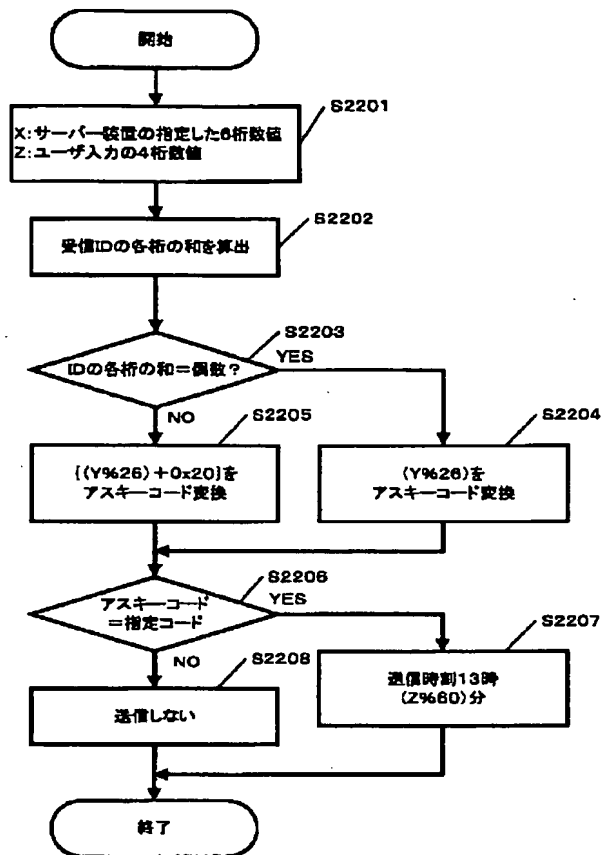 開始
S2201
X:サーバー装置の指定した6桁数値
Z:ユーザ入力の4桁数値
S2202
受信IDの各桁の和を算出
S2203
IDの各桁の和=偶数?
YES
NO
S2205
{(Y%26)+0x20}を
アスキーコード変換
S2204
(Y%26)を
アスキーコード変換
S2206
アスキーコード
=指定コード
YES
NO
S2207
送信時刻13時
(Z%60)分
S2208
送信しない
終了